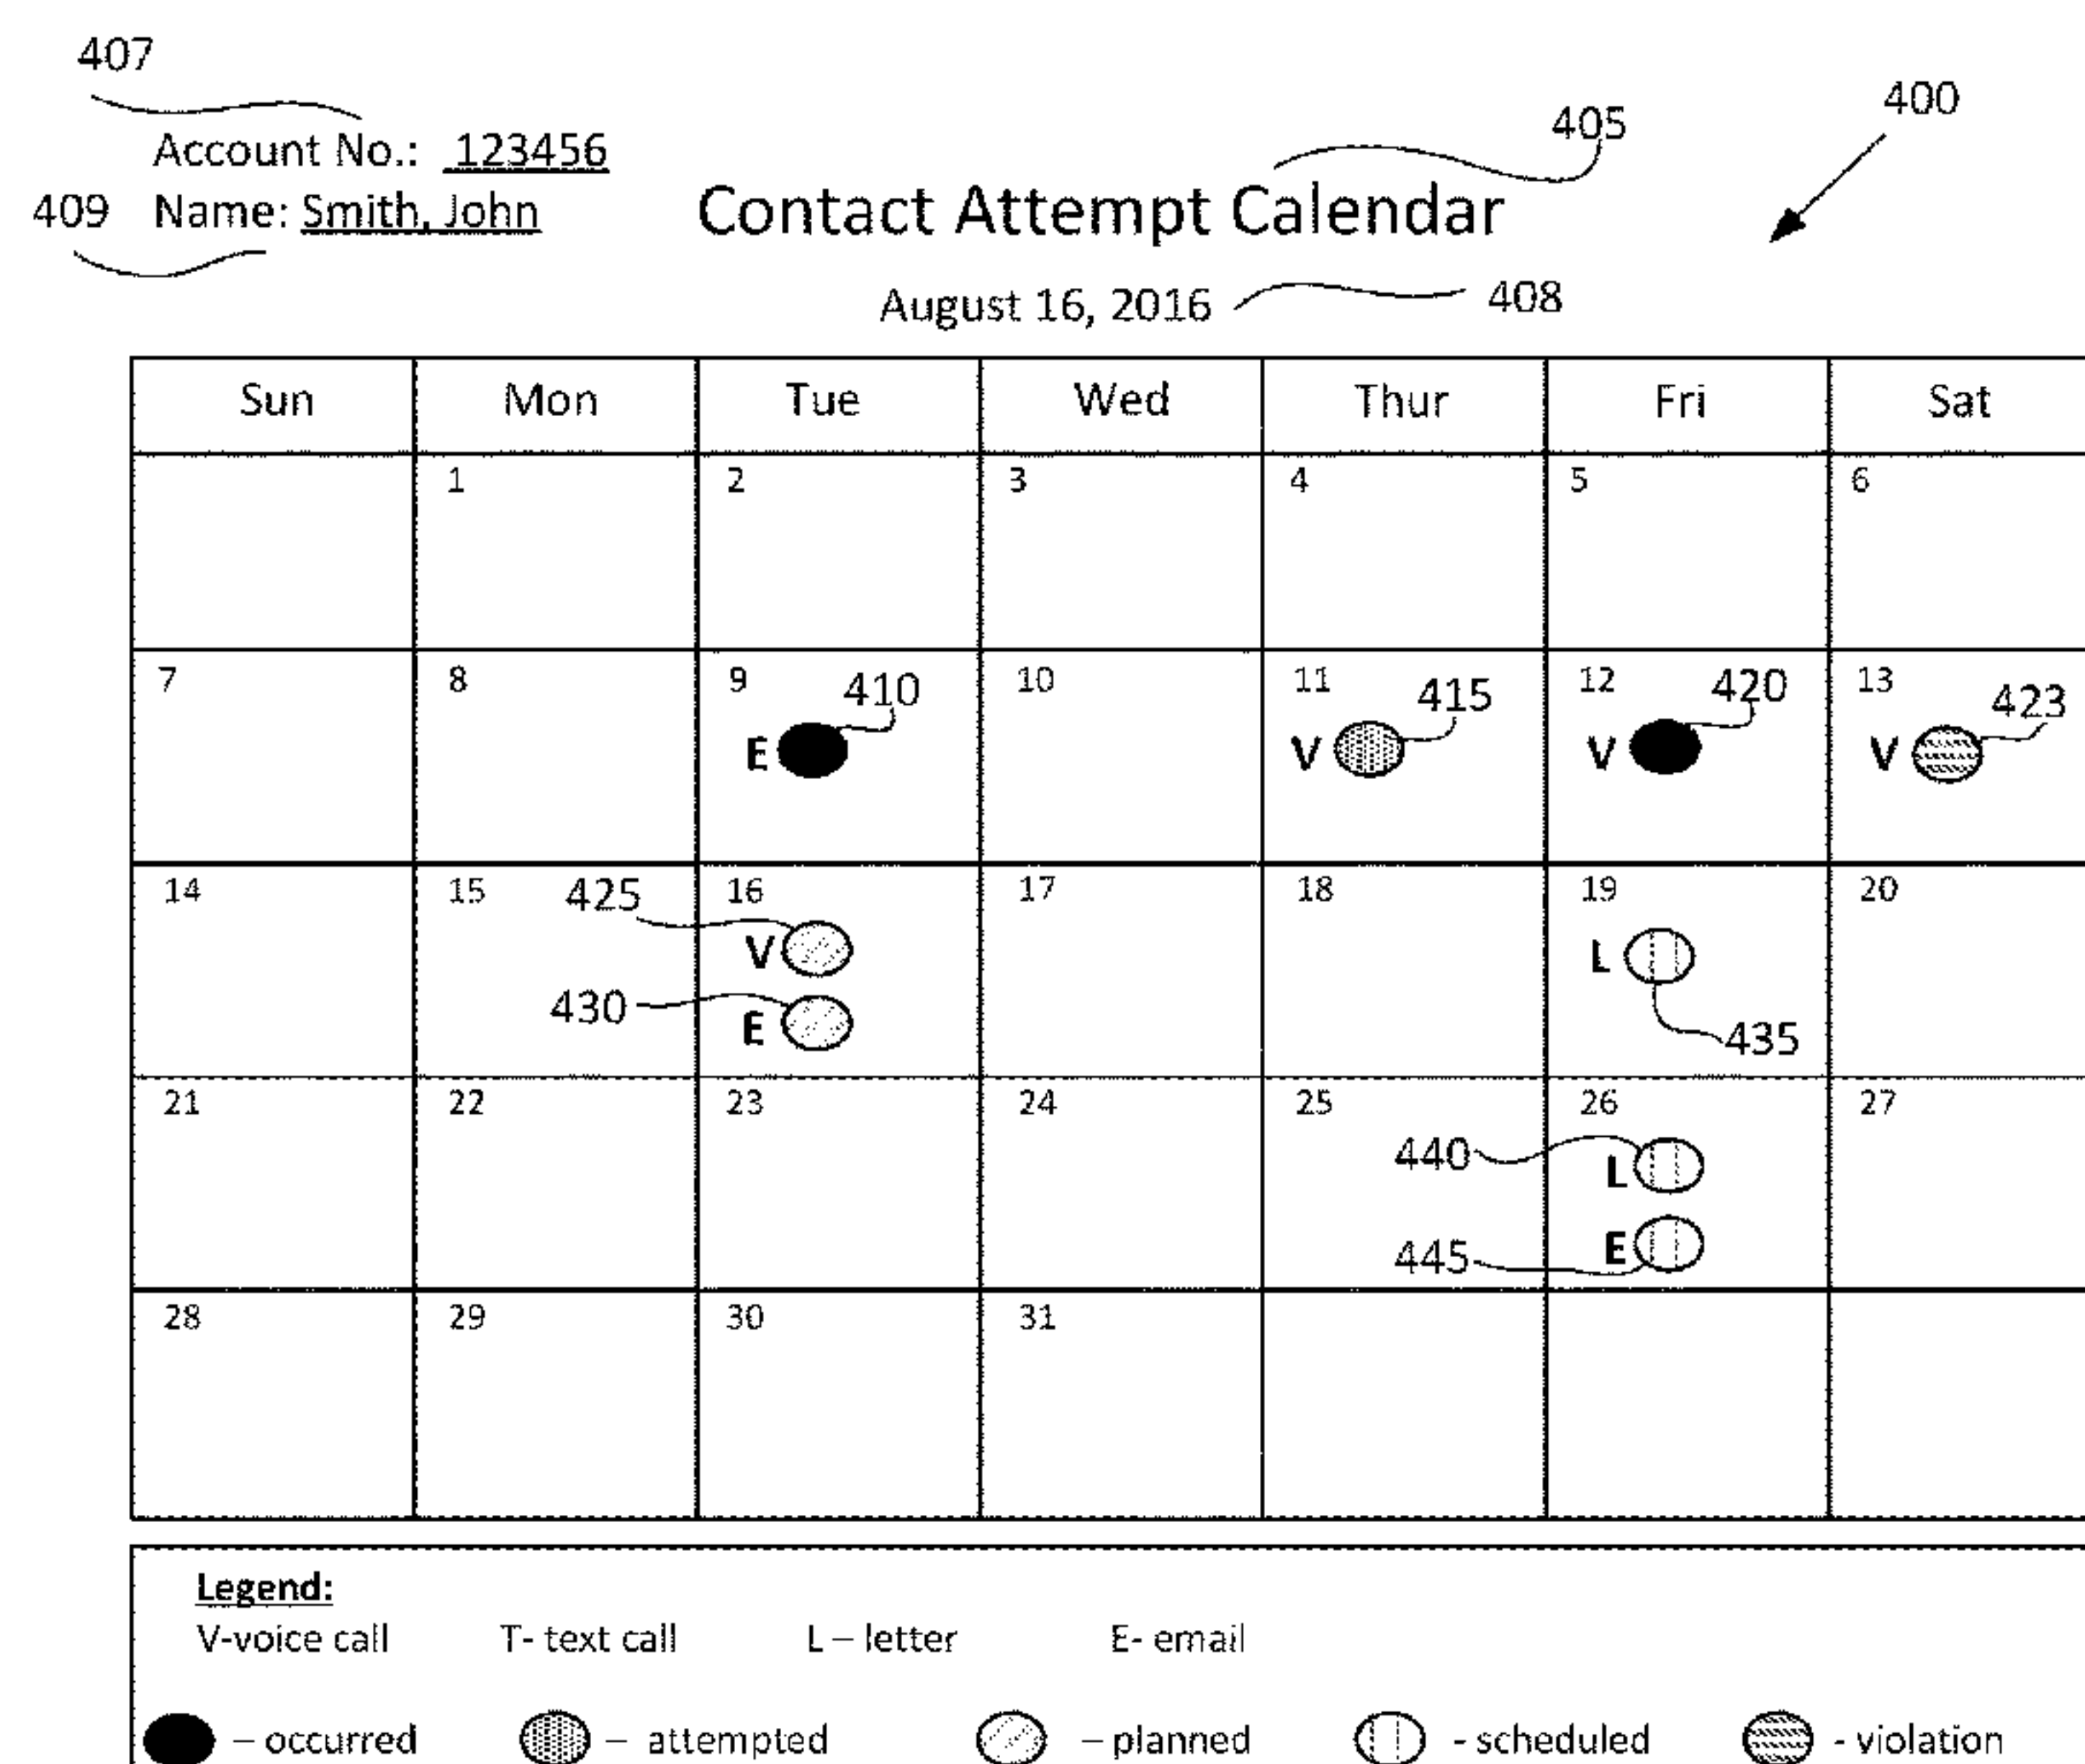 407
400
405
Account No.: 123456
409 Name: Smith, John
Contact Attempt Calendar
August 16, 2016 408
Sun Mon Tue Wed Thur Fri Sat
1 2 3 4 5 6
7 8 9 410 10 11 415 12 420 13 423
E V V V
14 15 425 16 17 18 19 20
V L
430 E 435
21 22 23 24 25 26 27
440 L
445 E
28 29 30 31
Legend:
V-voice call T- text call L – letter E- email
– occurred – attempted – planned - scheduled - violation